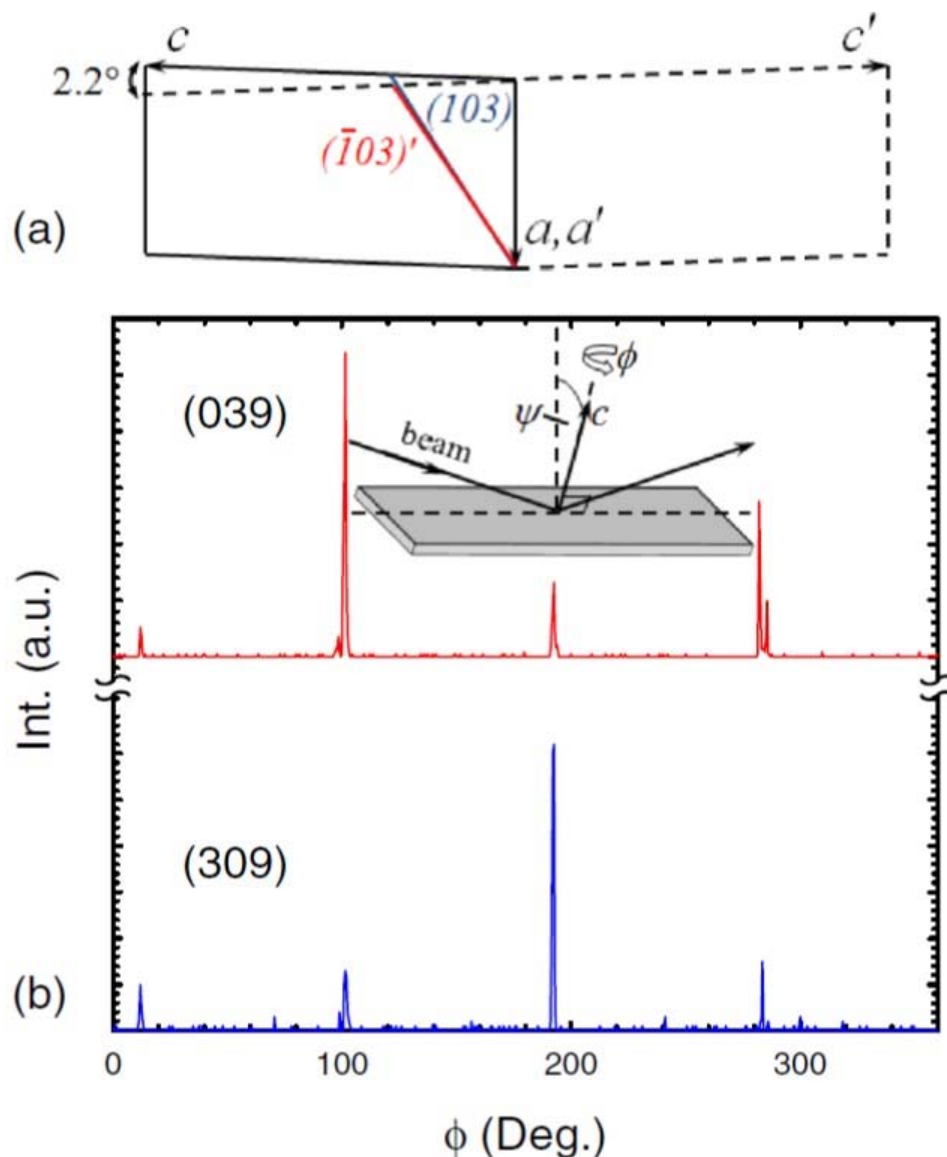 c
c′
2.2°
(103)
(1̄03)′
(a)
a, a′
(039)
ϕ
ψ
c
beam
Int. (a.u.)
(309)
(b)
0
100
200
300
ϕ (Deg.)